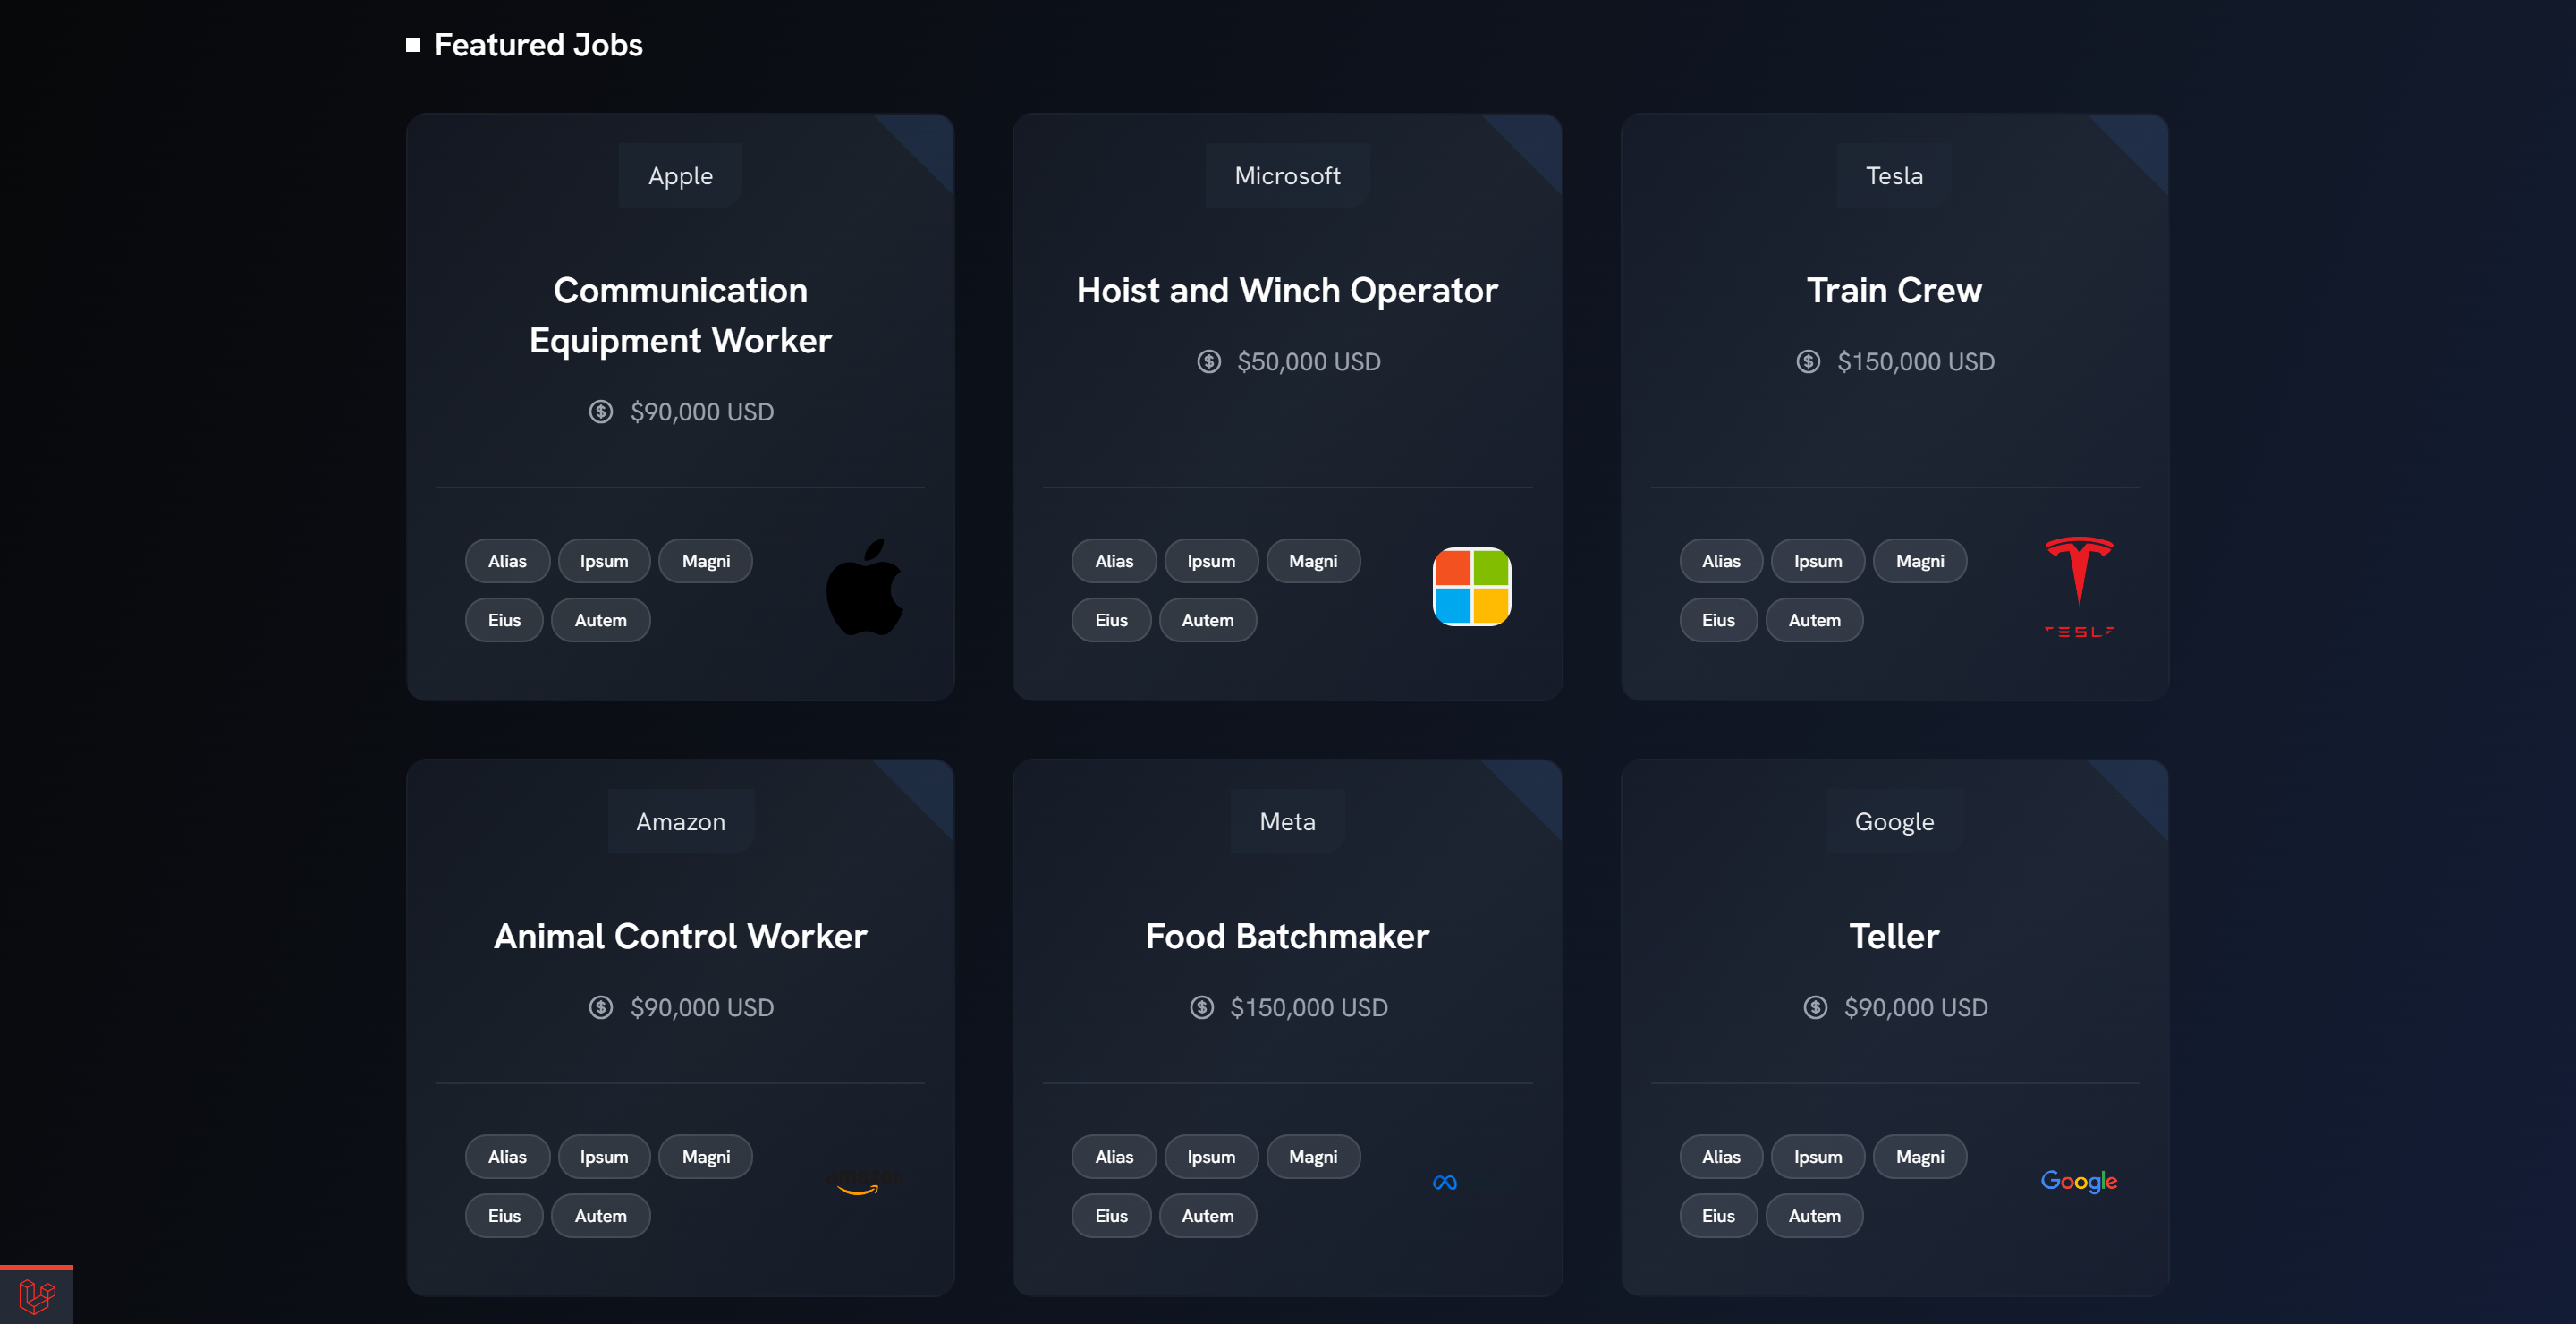 Featured Jobs
Apple
Communication
Equipment Worker
$90,000 USD
Alias Ipsum Magni
Eius Autem
Microsoft
Hoist and Winch Operator
$50,000 USD
Alias Ipsum Magni
Eius Autem
Tesla
Train Crew
$150,000 USD
Alias Ipsum Magni
Eius Autem
TESLA
Amazon
Animal Control Worker
$90,000 USD
Alias Ipsum Magni
Eius Autem
amazon
Meta
Food Batchmaker
$150,000 USD
Alias Ipsum Magni
Eius Autem
Google
Teller
$90,000 USD
Alias Ipsum Magni
Eius Autem
Google